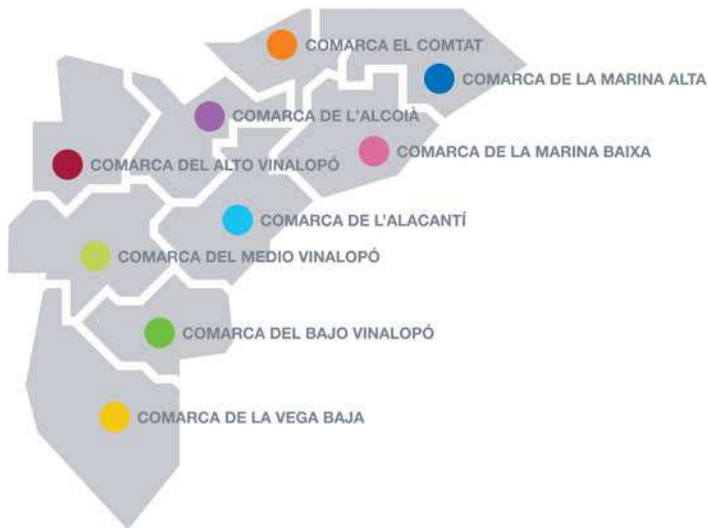 COMARCA EL COMTAT
COMARCA DE LA MARINA ALTA
COMARCA DE L'ALCOIÀ
COMARCA DE LA MARINA BAIXA
COMARCA DEL ALTO VINALOPÓ
COMARCA DE L'ALACANTÍ
COMARCA DEL MEDIO VINALOPÓ
COMARCA DEL BAJO VINALOPÓ
COMARCA DE LA VEGA BAJA